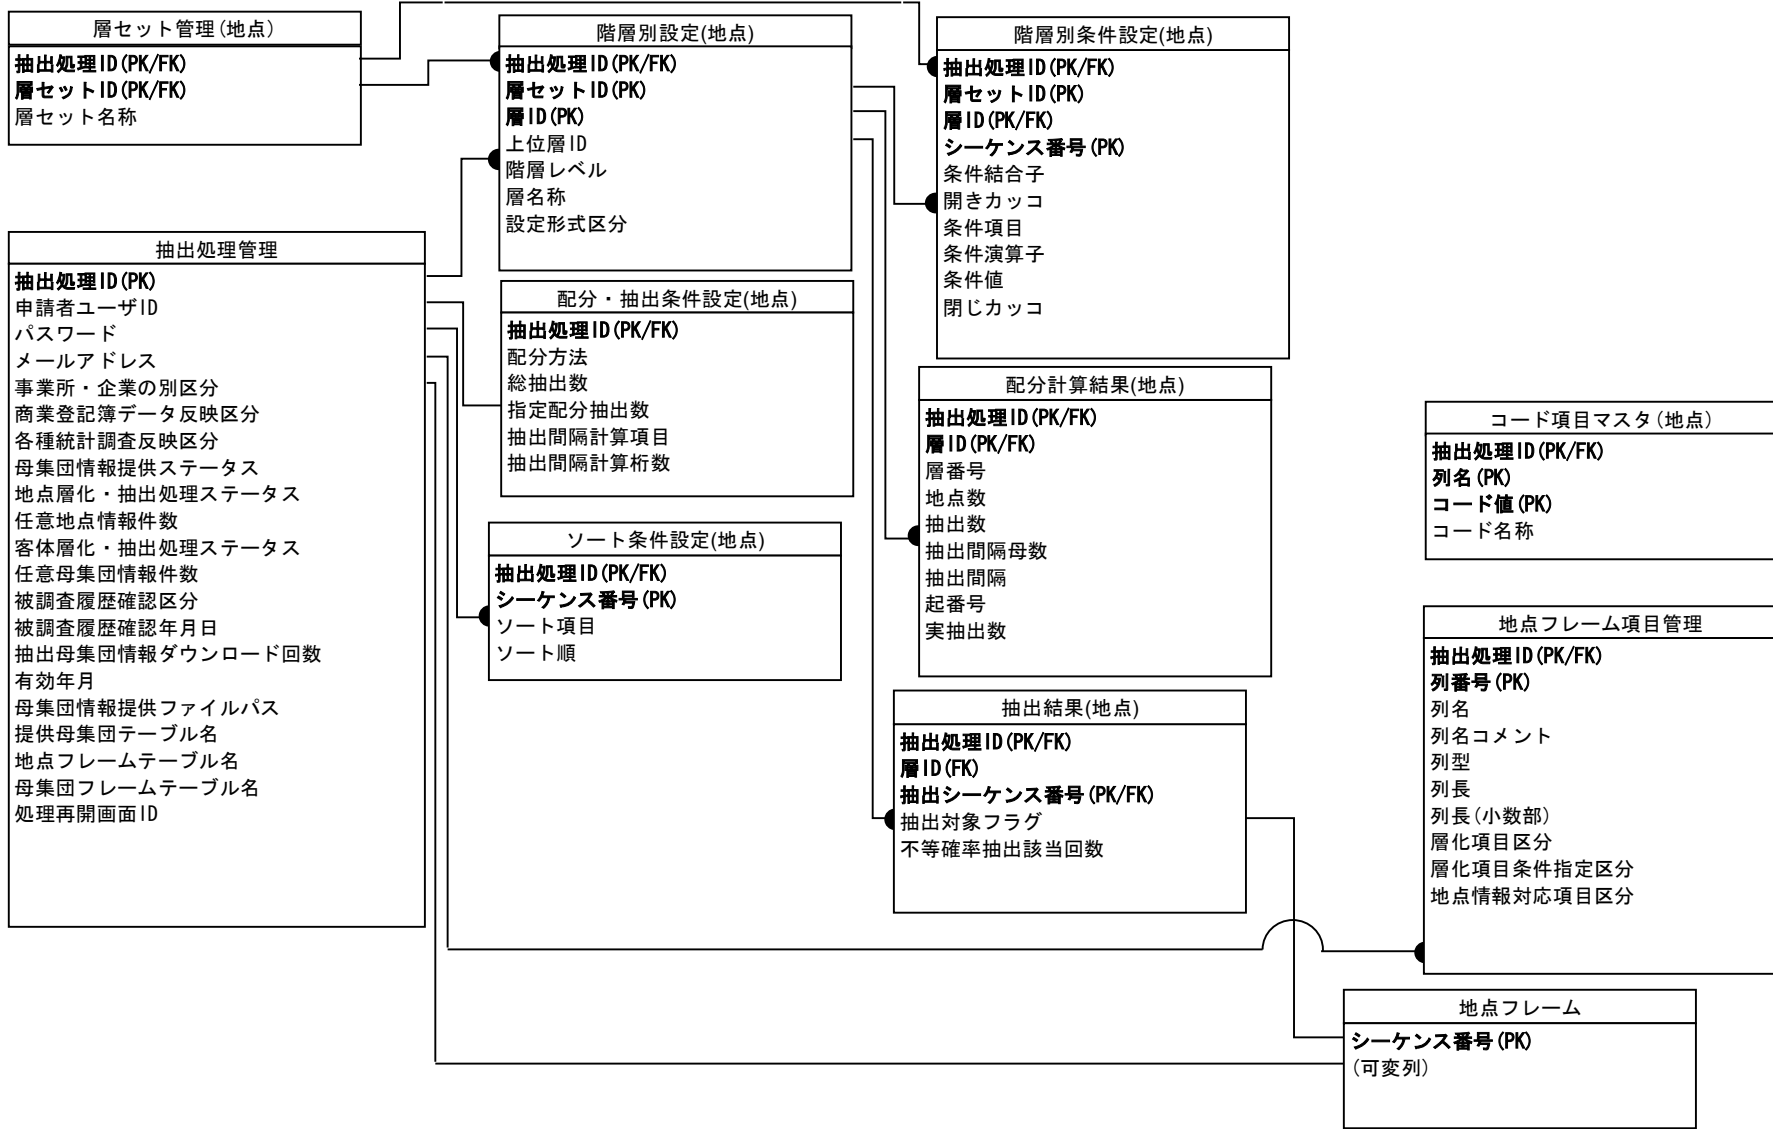 層セット管理(地点)
抽出処理ID(PK/FK)
層セットID(PK/FK)
層セット名称
階層別設定(地点)
抽出処理ID(PK/FK)
層セットID(PK)
層ID(PK)
上位層ID
階層レベル
層名称
設定形式区分
階層別条件設定(地点)
抽出処理ID(PK/FK)
層セットID(PK)
層ID(PK/FK)
シーケンス番号(PK)
条件結合子
開きカッコ
条件項目
条件演算子
条件値
閉じカッコ
抽出処理管理
抽出処理ID(PK)
申請者ユーザID
パスワード
メールアドレス
事業所・企業の別区分
商業登記簿データ反映区分
各種統計調査反映区分
母集団情報提供ステータス
地点層化・抽出処理ステータス
任意地点情報件数
客体層化・抽出処理ステータス
任意母集団情報件数
被調査履歴確認区分
被調査履歴確認年月日
抽出母集団情報ダウンロード回数
有効年月
母集団情報提供ファイルパス
提供母集団テーブル名
地点フレームテーブル名
母集団フレームテーブル名
処理再開画面ID
配分・抽出条件設定(地点)
抽出処理ID(PK/FK)
配分方法
総抽出数
指定配分抽出数
抽出間隔計算項目
抽出間隔計算桁数
ソート条件設定(地点)
抽出処理ID(PK/FK)
シーケンス番号(PK)
ソート項目
ソート順
配分計算結果(地点)
抽出処理ID(PK/FK)
層ID(PK/FK)
層番号
地点数
抽出数
抽出間隔母数
抽出間隔
起番号
実抽出数
抽出結果(地点)
抽出処理ID(PK/FK)
層ID(FK)
抽出シーケンス番号(PK/FK)
抽出対象フラグ
不等確率抽出該当回数
コード項目マスタ(地点)
抽出処理ID(PK/FK)
列名(PK)
コード値(PK)
コード名称
地点フレーム項目管理
抽出処理ID(PK/FK)
列番号(PK)
列名
列名コメント
列型
列長
列長(小数部)
層化項目区分
層化項目条件指定区分
地点情報対応項目区分
地点フレーム
シーケンス番号(PK)
(可変列)